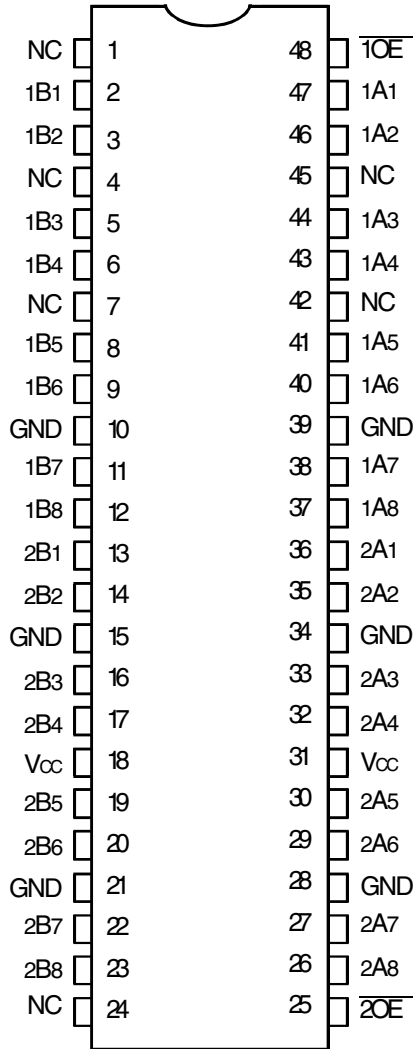 NC 1 48 1OE
1B1 2 47 1A1
1B2 3 46 1A2
NC 4 45 NC
1B3 5 44 1A3
1B4 6 43 1A4
NC 7 42 NC
1B5 8 41 1A5
1B6 9 40 1A6
GND 10 39 GND
1B7 11 38 1A7
1B8 12 37 1A8
2B1 13 36 2A1
2B2 14 35 2A2
GND 15 34 GND
2B3 16 33 2A3
2B4 17 32 2A4
VCC 18 31 VCC
2B5 19 30 2A5
2B6 20 29 2A6
GND 21 28 GND
2B7 22 27 2A7
2B8 23 26 2A8
NC 24 25 2OE